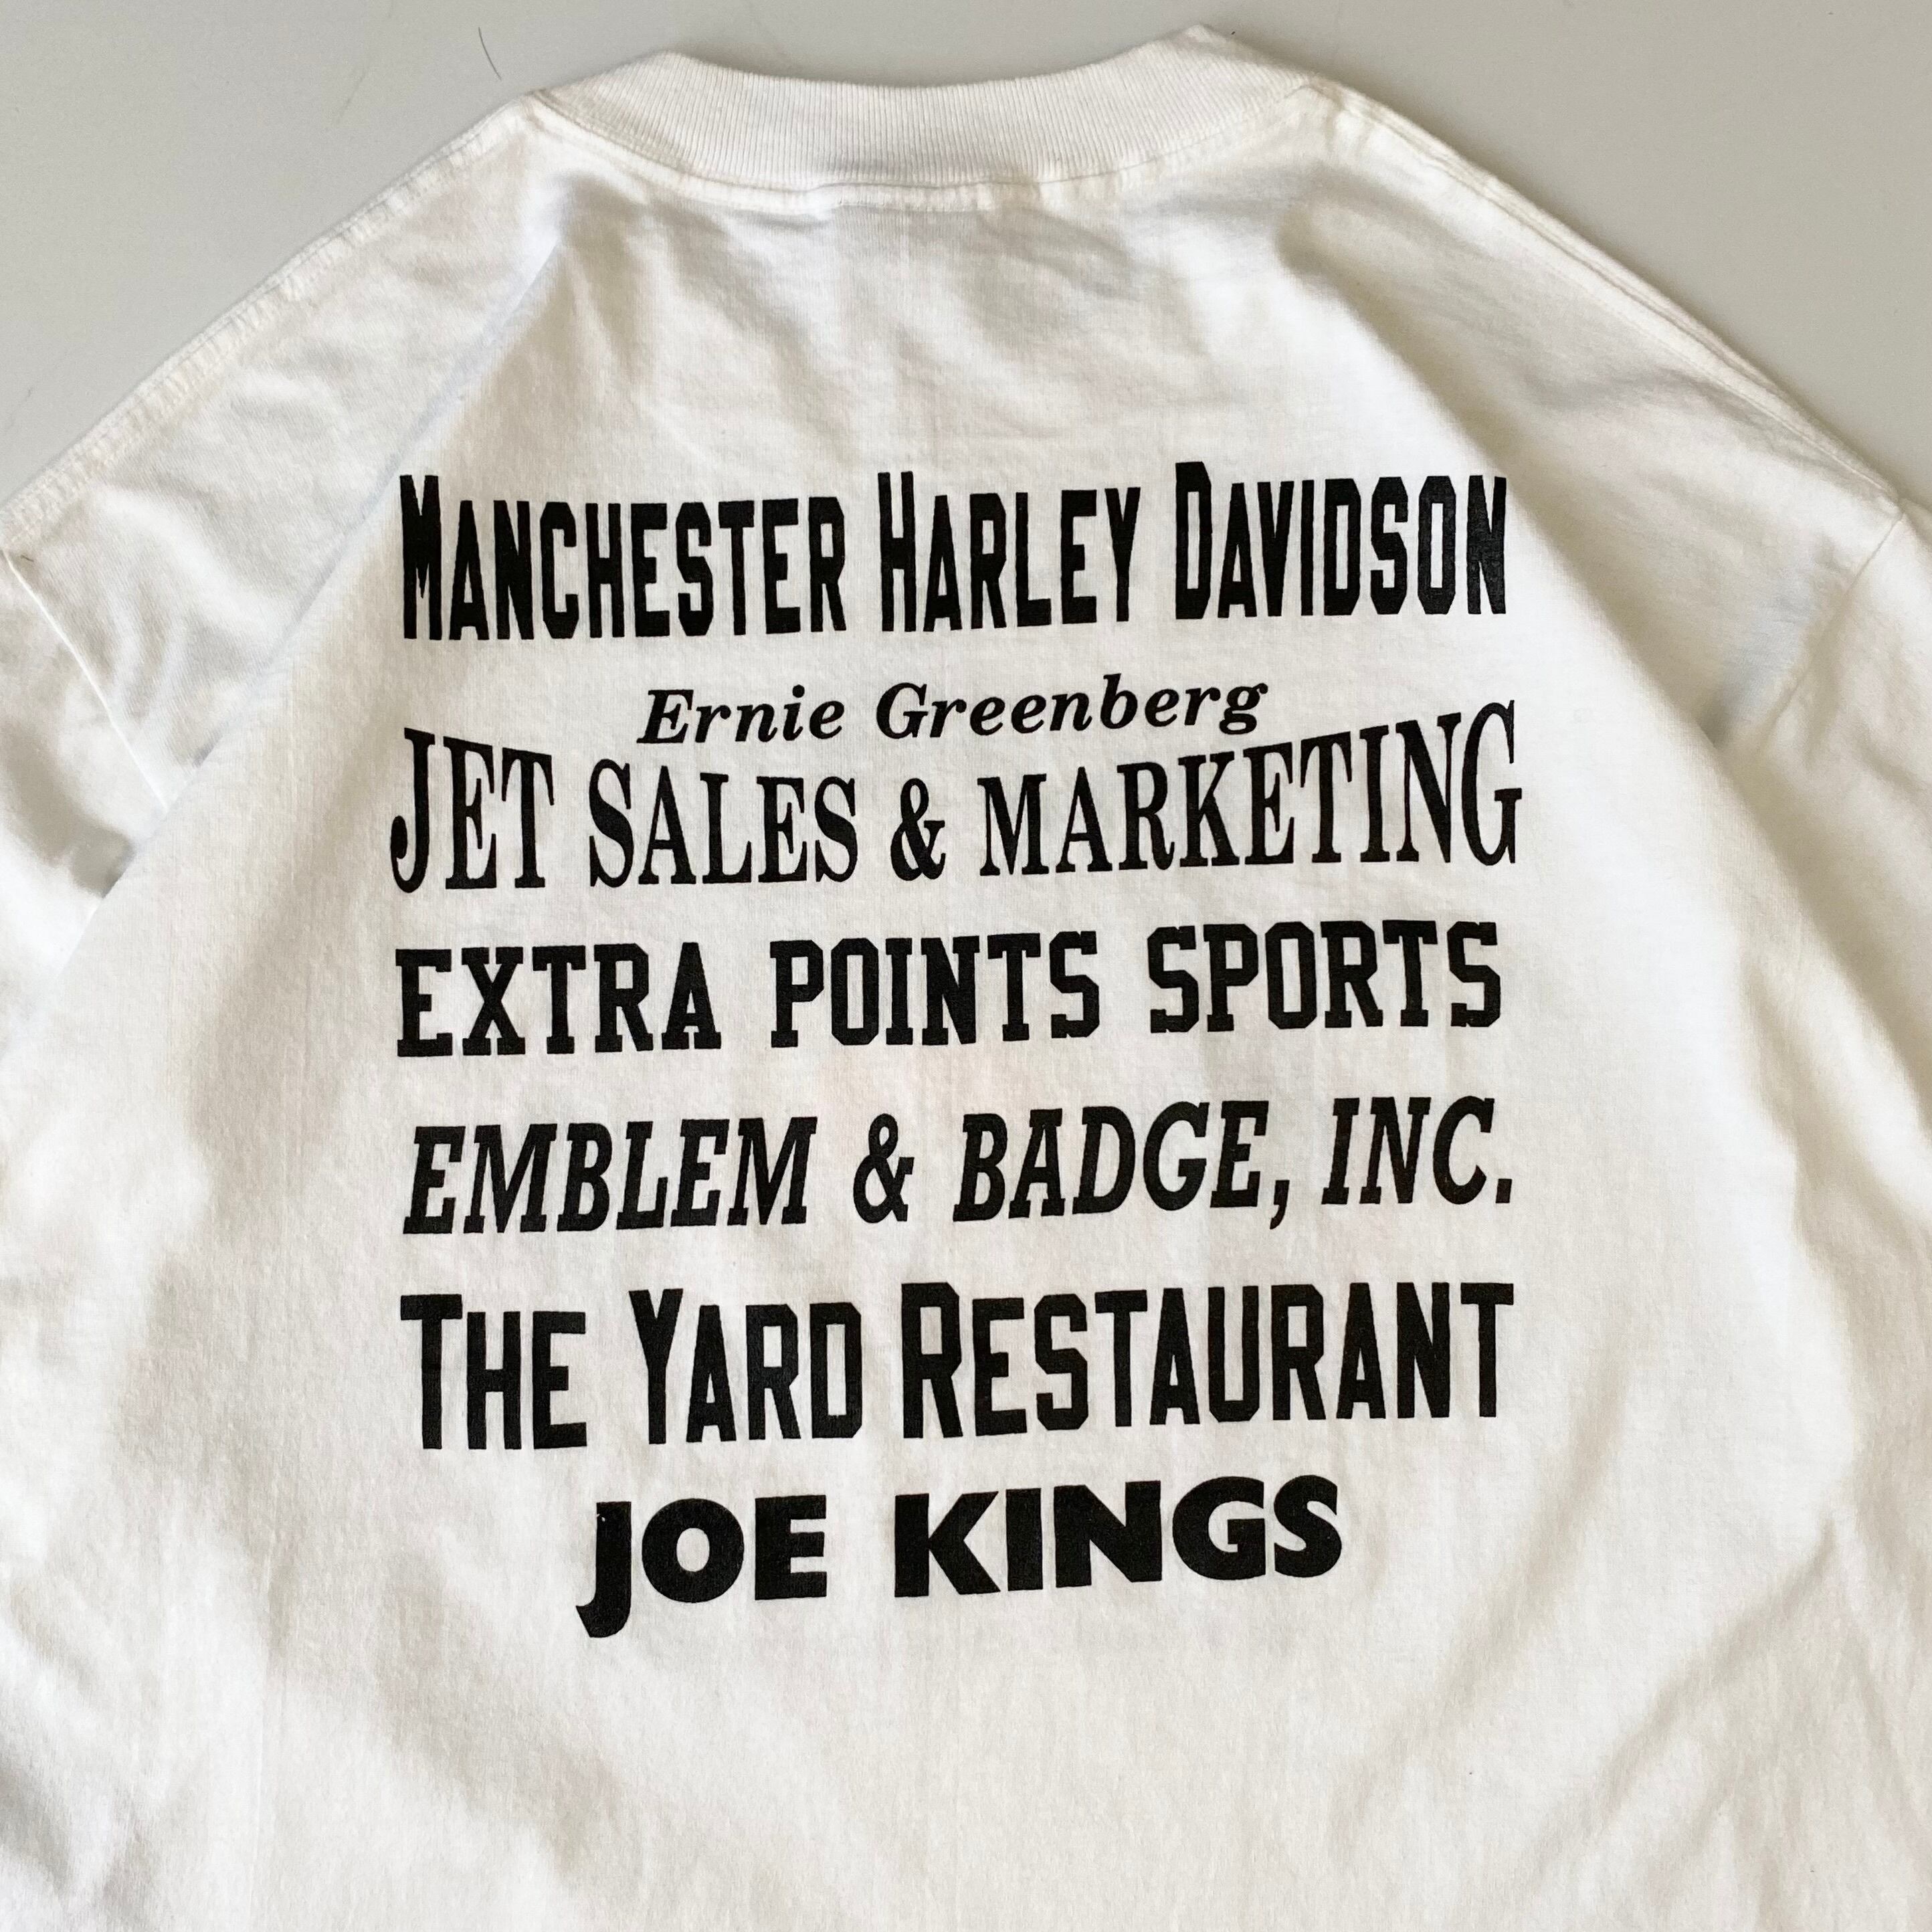 MANCHESTER HARLEY DAVIDSON
Ernie Greenberg
JET SALES & MARKETING
EXTRA POINTS SPORTS
EMBLEM & BADGE, INC.
THE YARD RESTAURANT
JOE KINGS